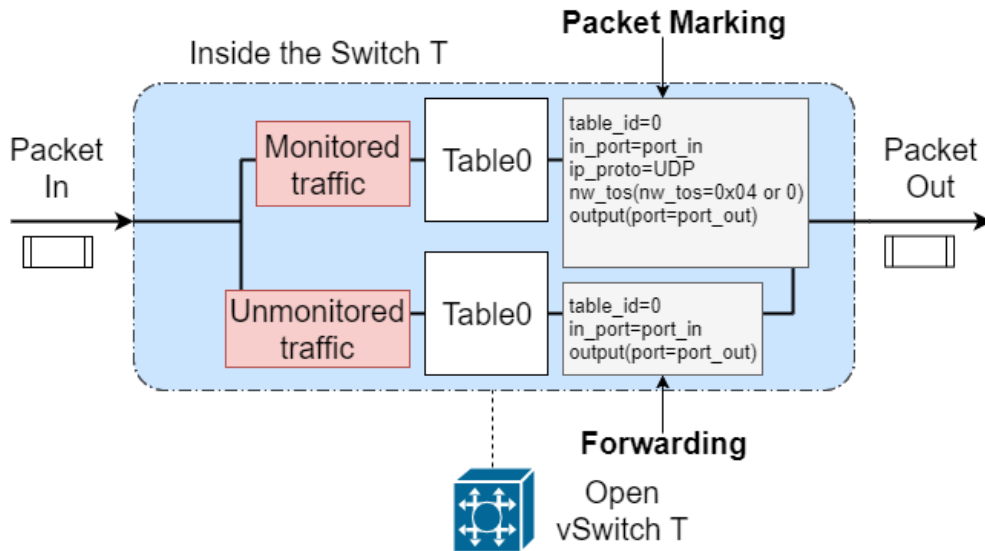 Packet Marking
Inside the Switch T
Packet
In
Monitored
traffic
Table0
table_id=0
in_port=port_in
ip_proto=UDP
nw_tos(nw_tos=0x04 or 0)
output(port=port_out)
Packet
Out
Unmonitored
traffic
Table0
table_id=0
in_port=port_in
output(port=port_out)
Forwarding
Open
vSwitch T